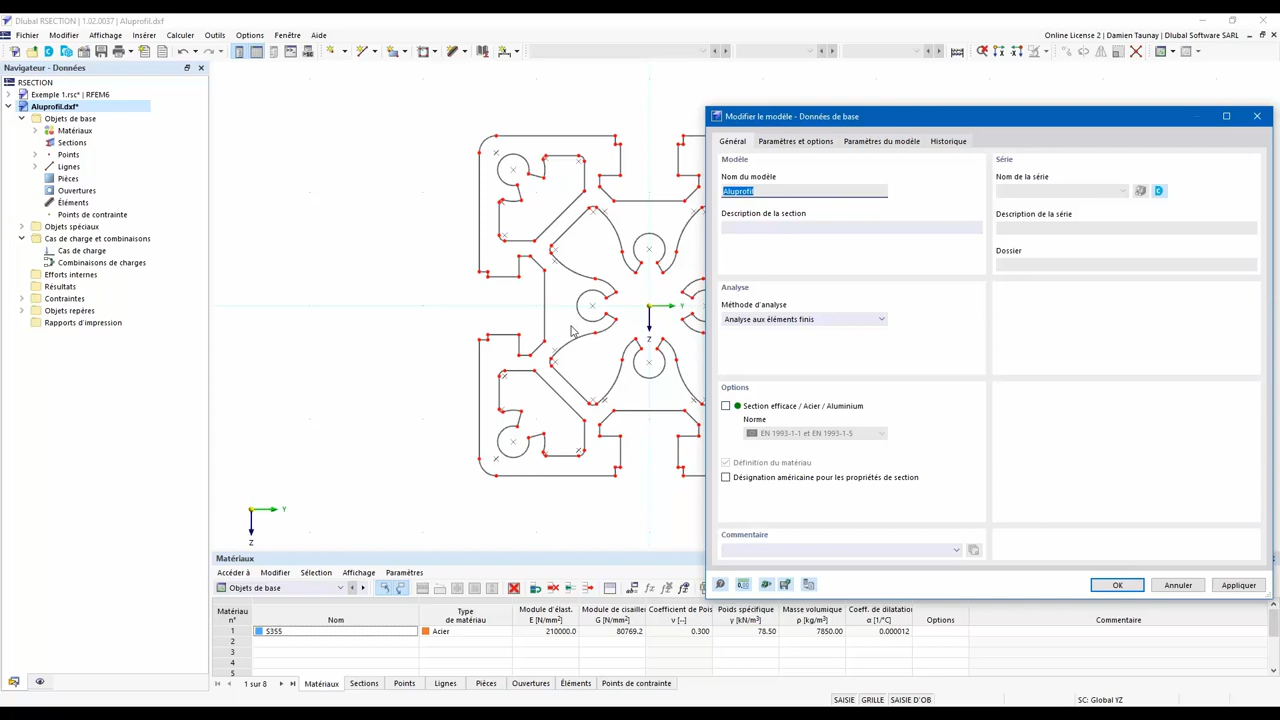 Dlubal RSECTION | 1.02.0037 | Aluprofil.dxf*
Fichier Modifier Affichage Insérer Calculer Outils Options Fenêtre Aide
Online License 2 | Damien Taunay | Dlubal Software SARL
Navigateur - Données
RSECTION
Exemple 1.rsc* | RFEM6
Aluprofil.dxf*
Objets de base
Matériaux
Sections
Points
Lignes
Pièces
Ouvertures
Éléments
Points de contrainte
Objets spéciaux
Cas de charge et combinaisons
Cas de charge
Combinaisons de charges
Efforts internes
Résultats
Contraintes
Objets repères
Rapports d'impression
Y
Z
Y
Z
Modifier le modèle - Données de base
Général Paramètres et options Paramètres du modèle Historique
Modèle
Nom du modèle
Aluprofil
Description de la section
Série
Nom de la série
Description de la série
Dossier
Analyse
Méthode d'analyse
Analyse aux éléments finis
Options
Section efficace / Acier / Aluminium
Norme
EN 1993-1-1 et EN 1993-1-5
Définition du matériau
Désignation américaine pour les propriétés de section
Commentaire
OK Annuler Appliquer
Matériaux
Accéder à Modifier Sélection Affichage Paramètres
Objets de base
Matériau Type Module d'élast. Module de cisaille Coefficient de Pois Poids spécifique Masse volumique Coeff. de dilatatio
n° Nom de matériau E [N/mm²] G [N/mm²] ν [--] γ [kN/m³] ρ [kg/m³] α [1/°C] Options Commentaire
1 S355 Acier 210000.0 80769.2 0.300 78.50 7850.00 0.000012
2
3
4
5
1 sur 8 Matériaux Sections Points Lignes Pièces Ouvertures Éléments Points de contrainte
SAISIE GRILLE SAISIE D'OB SC: Global YZ